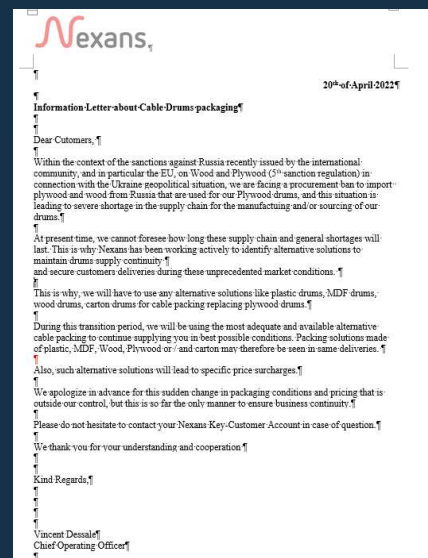 Nexans
20th of April 2022
Information Letter about Cable Drums packaging
Dear Cutomers,
Within the context of the sanctions against Russia recently issued by the international
community, and in particular the EU, on Wood and Plywood (5th sanction regulation) in
connection with the Ukraine geopolitical situation, we are facing a procurement ban to import
plywood and wood from Russia that are used for our Plywood drums, and this situation is
leading to severe shortage in the supply chain for the manufactuing and/or sourcing of our
drums.
At present time, we cannot foresee how long these supply chain and general shortages will
last. This is why Nexans has been working actively to identify alternative solutions to
maintain drums supply continuity
and secure customers deliveries during these unprecedented market conditions.
This is why, we will have to use any alternative solutions like plastic drums, MDF drums,
wood drums, carton drums for cable packing replacing plywood drums.
During this transition period, we will be using the most adequate and available alternative
cable packing to continue supplying you in best possible conditions. Packing solutions made
of plastic, MDF, Wood, Plywood or / and carton may therefore be seen in same deliveries.
Also, such alternative solutions will lead to specific price surcharges.
We apologize in advance for this sudden change in packaging conditions and pricing that is
outside our control, but this is so far the only manner to ensure business continuity.
Please do not hesitate to contact your Nexans Key-Customer Account in case of question.
We thank you for your understanding and cooperation
Kind Regards,
Vincent Dessale
Chief Operating Officer